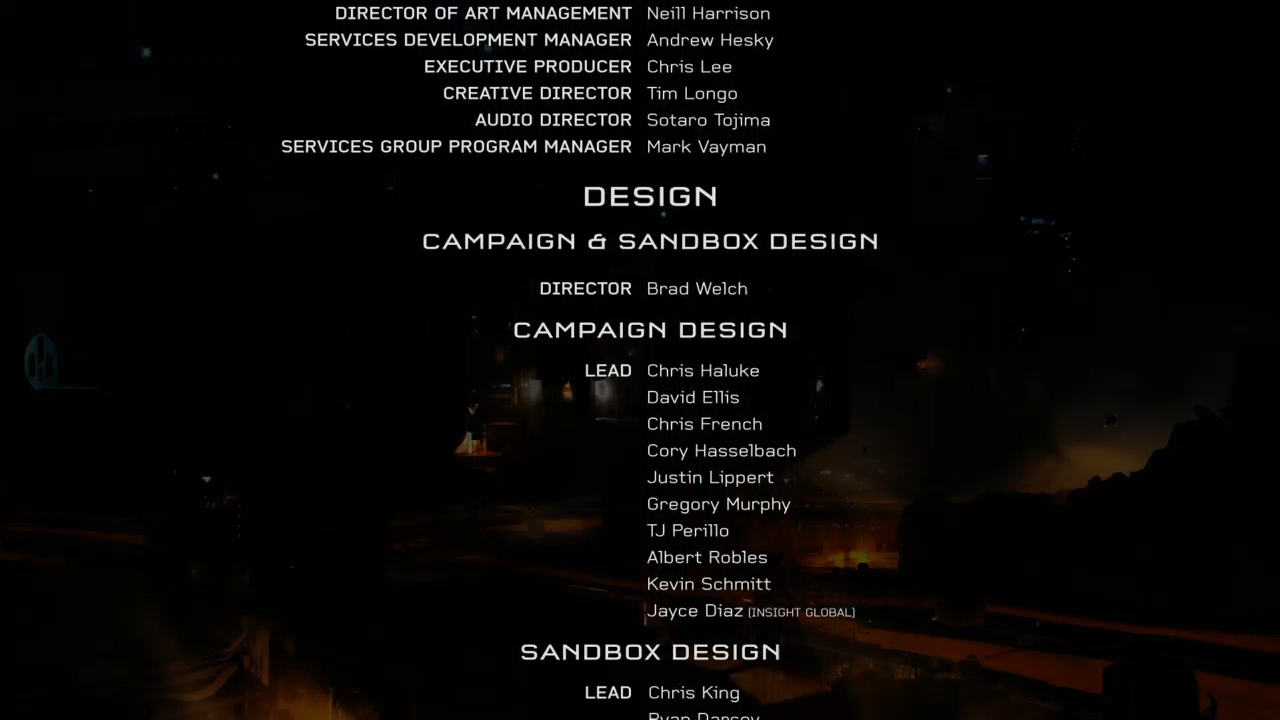 DIRECTOR OF ART MANAGEMENT Neill Harrison
SERVICES DEVELOPMENT MANAGER Andrew Hesky
EXECUTIVE PRODUCER Chris Lee
CREATIVE DIRECTOR Tim Longo
AUDIO DIRECTOR Sotaro Tojima
SERVICES GROUP PROGRAM MANAGER Mark Vayman
DESIGN
CAMPAIGN & SANDBOX DESIGN
DIRECTOR Brad Welch
CAMPAIGN DESIGN
LEAD Chris Haluke
David Ellis
Chris French
Cory Hasselbach
Justin Lippert
Gregory Murphy
TJ Perillo
Albert Robles
Kevin Schmitt
Jayce Diaz (INSIGHT GLOBAL)
SANDBOX DESIGN
LEAD Chris King
Ryan Darcey